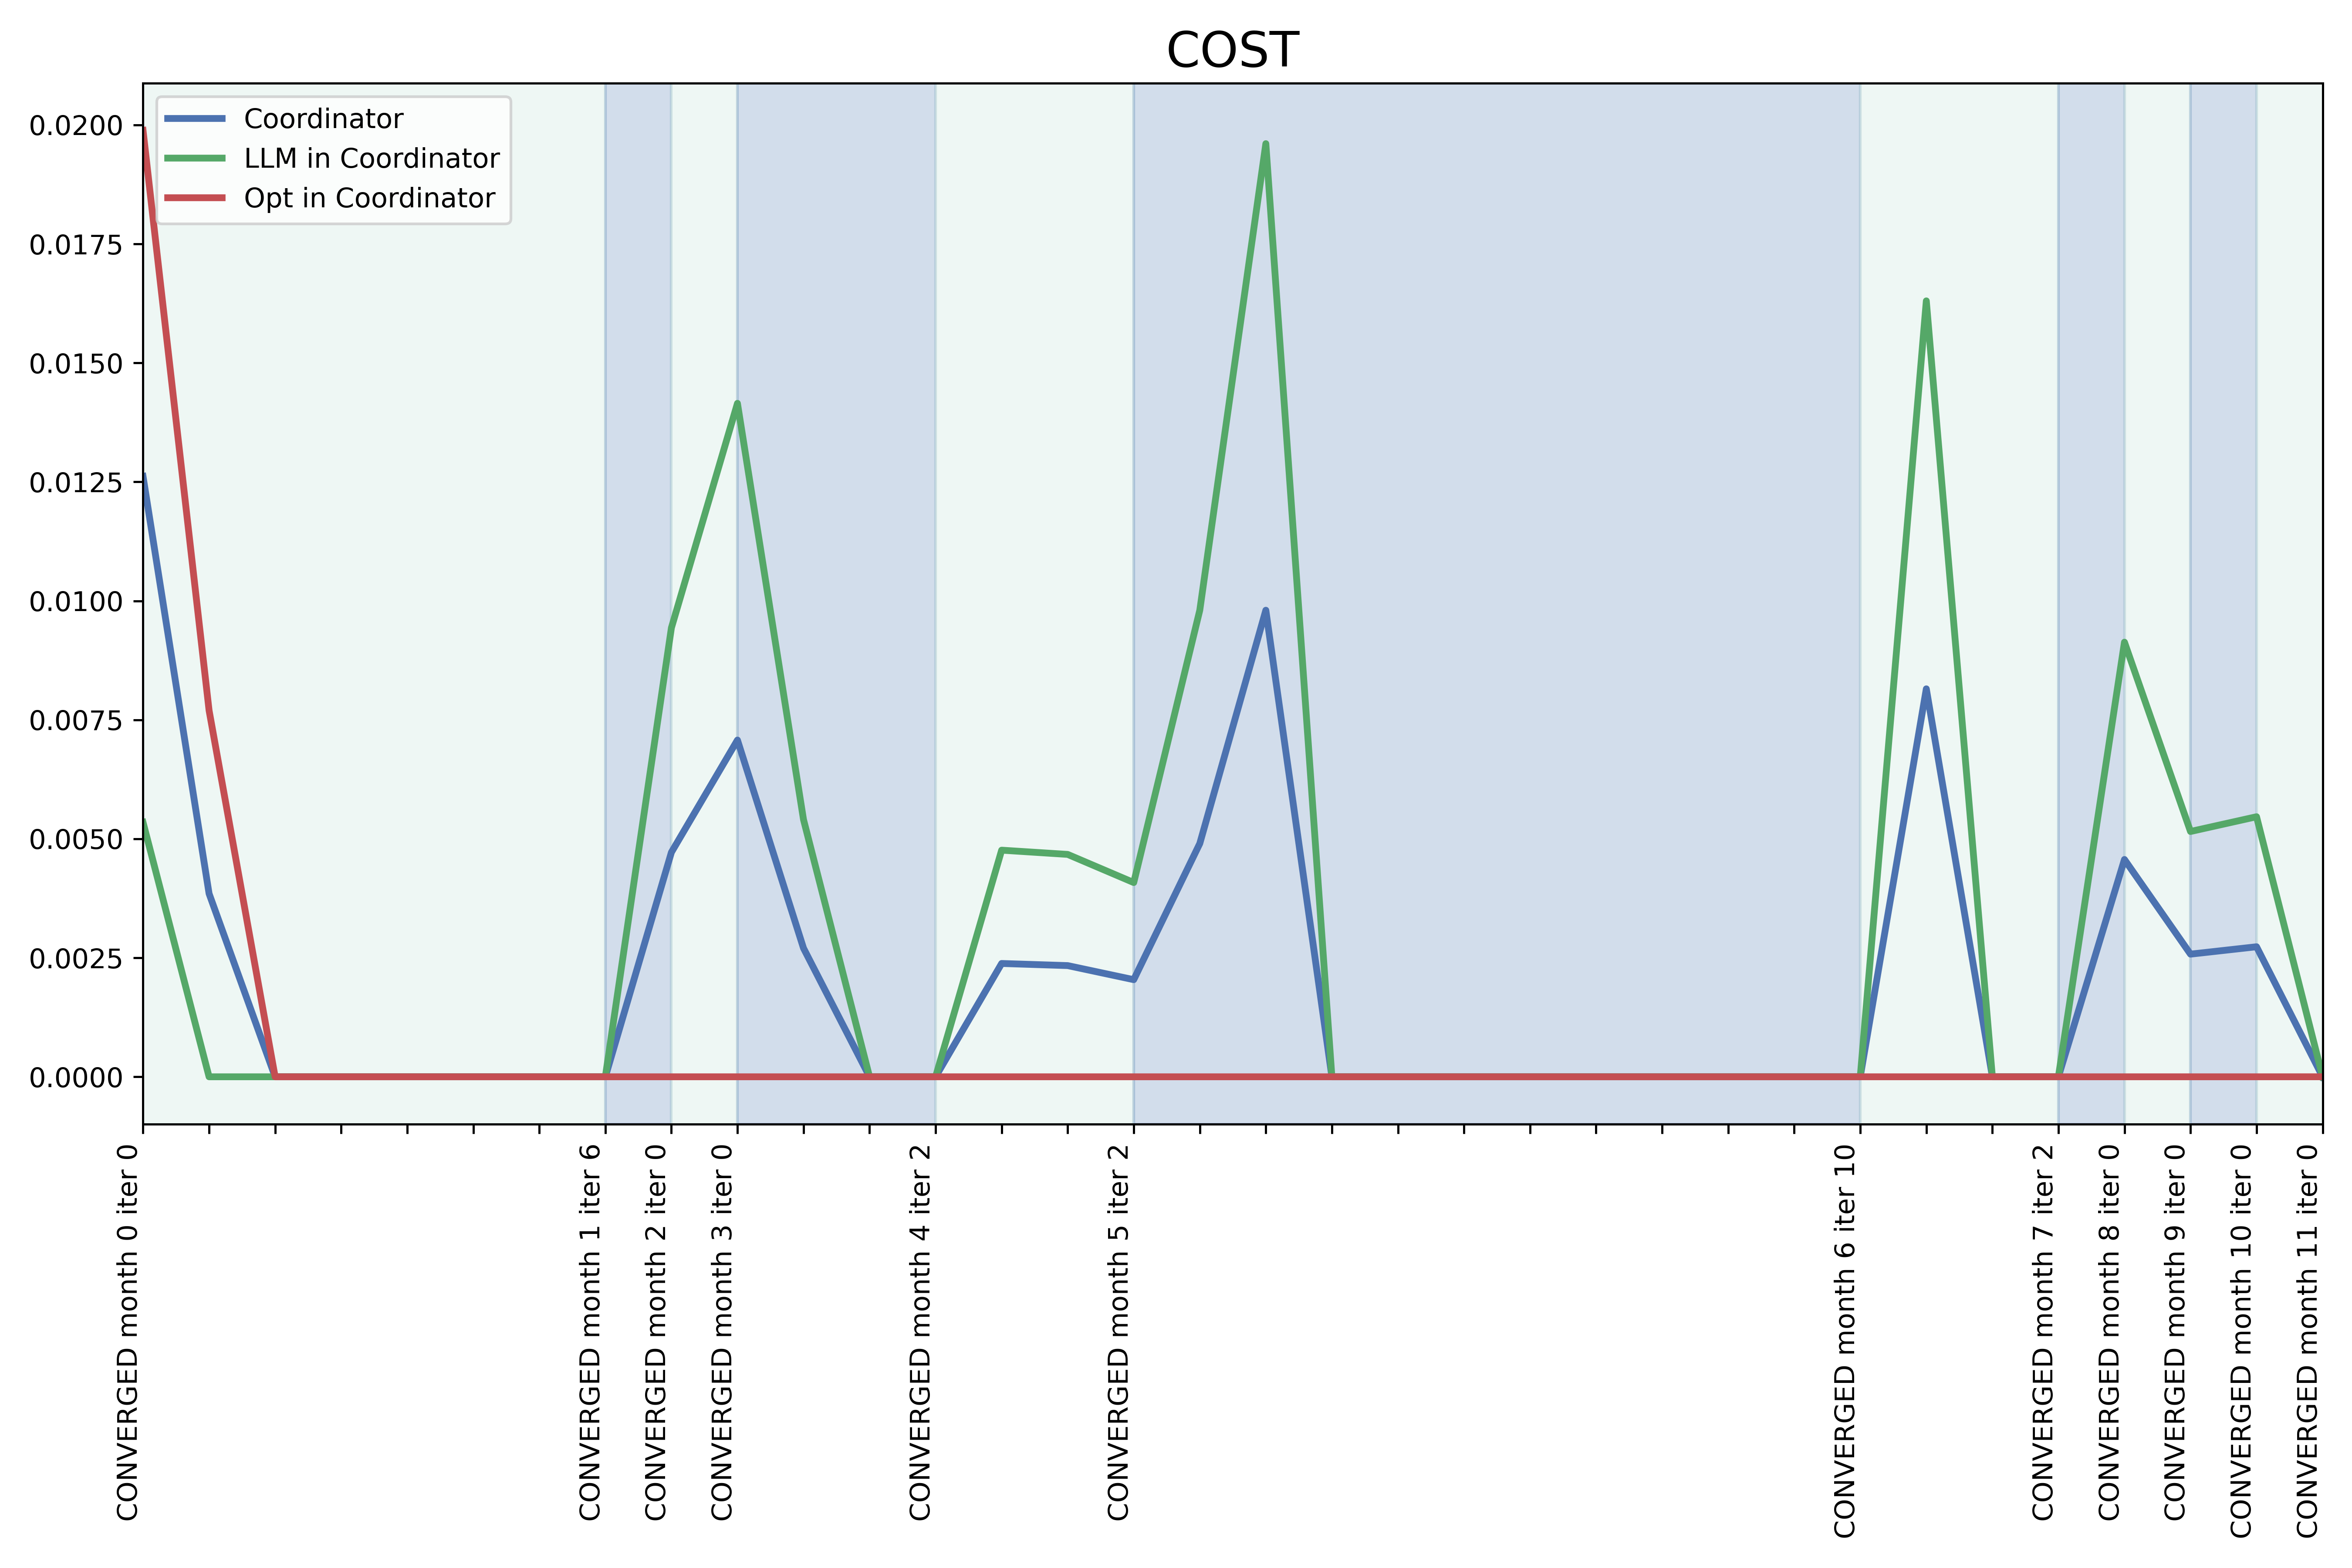 COST
0.0200
0.0175
0.0150
0.0125
0.0100
0.0075
0.0050
0.0025
0.0000
Coordinator
LLM in Coordinator
Opt in Coordinator
CONVERGED month 0 iter 0
CONVERGED month 1 iter 6
CONVERGED month 2 iter 0
CONVERGED month 3 iter 0
CONVERGED month 4 iter 2
CONVERGED month 5 iter 2
CONVERGED month 6 iter 10
CONVERGED month 7 iter 2
CONVERGED month 8 iter 0
CONVERGED month 9 iter 0
CONVERGED month 10 iter 0
CONVERGED month 11 iter 0